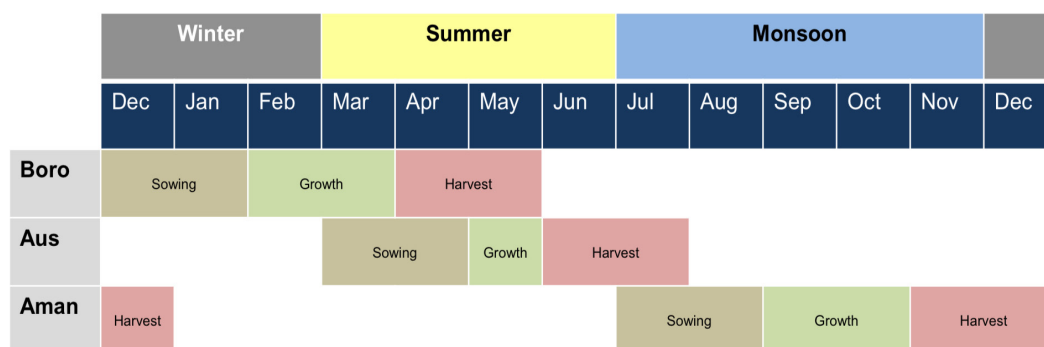 Winter Summer Monsoon
Dec Jan Feb Mar Apr May Jun Jul Aug Sep Oct Nov Dec
Boro Sowing Growth Harvest
Aus Sowing Growth Harvest
Aman Harvest Sowing Growth Harvest